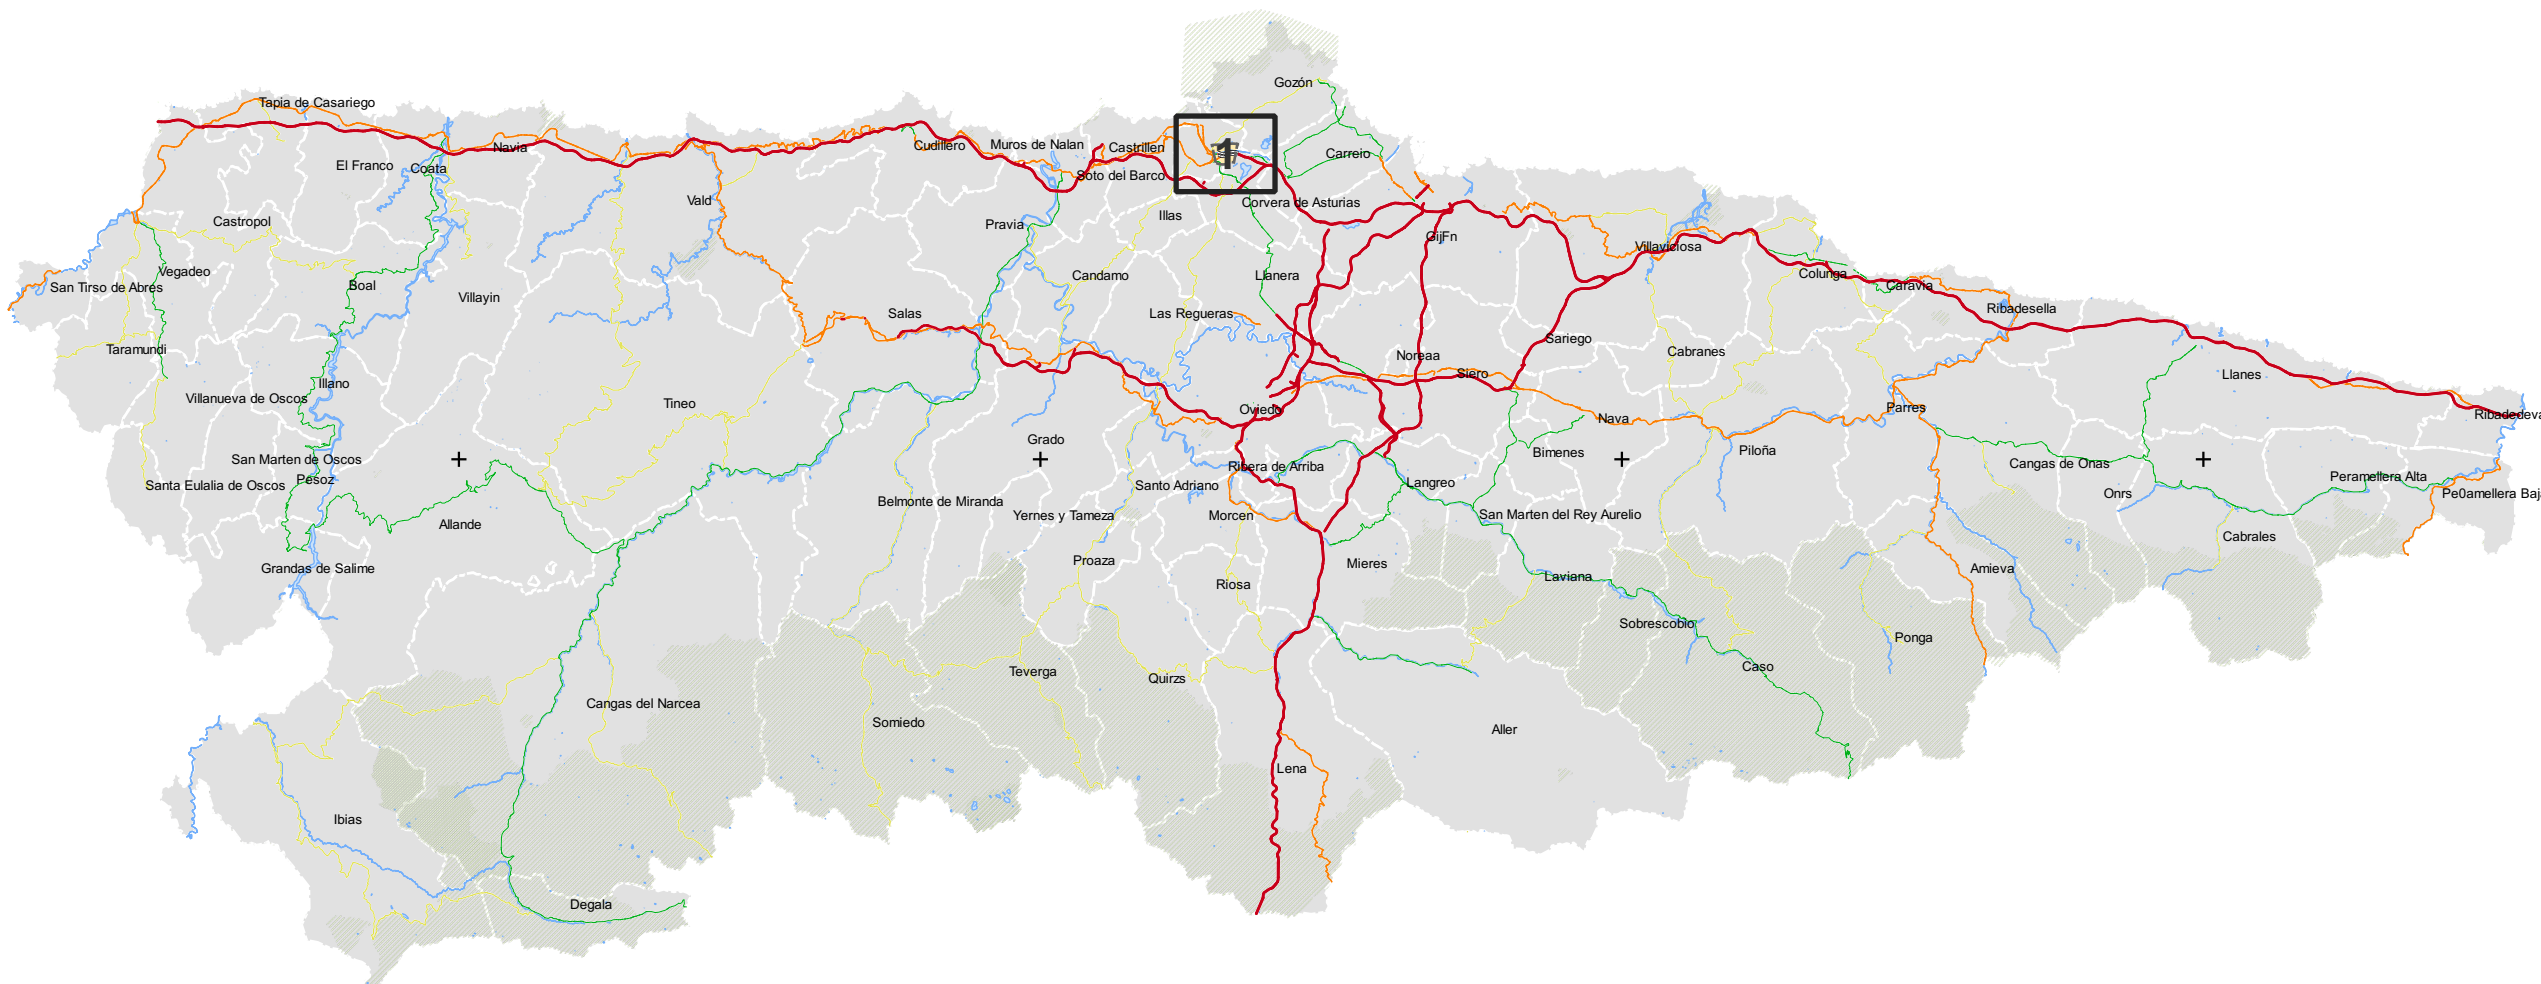 Gozón
Tapia de Casariego
Cudillero
Muros de Nalan
Castrillen
1
Carreio
Navia
El Franco
Coata
Soto del Barco
Vald
Corvera de Asturias
Illas
Castropol
Pravia
GijFn
Villaviciosa
Vegadeo
San Tirso de Abres
Boal
Villayin
Candamo
Llanera
Colunga
Caravia
Salas
Las Regueras
Ribadesella
Taramundi
Illano
Noreaa
Sariego
Cabranes
Siero
Llanes
Villanueva de Oscos
Tineo
Oviedo
Nava
Parres
Ribadedeva
Grado
San Marten de Oscos
Pesoz
Santa Eulalia de Oscos
Ribera de Arriba
Bimenes
Piloña
Cangas de Onas
Santo Adriano
Langreo
Onrs
Peramellera Alta
Pe0amellera Baj
Belmonte de Miranda
Yernes y Tameza
Morcen
San Marten del Rey Aurelio
Allande
Cabrales
Grandas de Salime
Proaza
Riosa
Mieres
Laviana
Amieva
Sobrescobio
Ponga
Teverga
Quirzs
Caso
Cangas del Narcea
Somiedo
Aller
Lena
Ibias
Degala